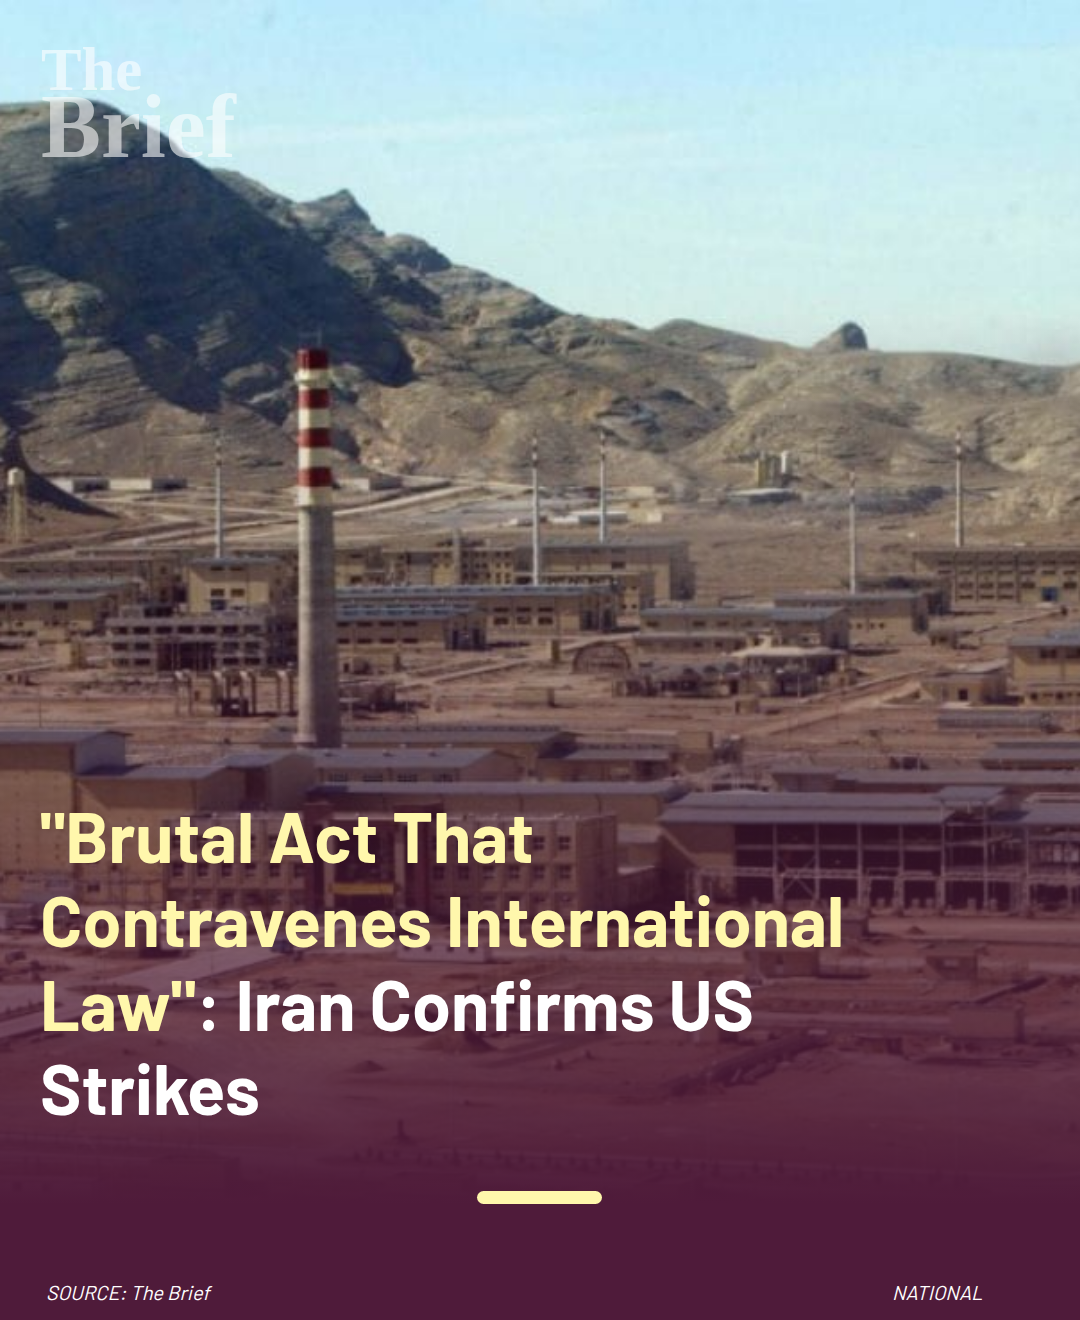 The
Brief
"Brutal Act That
Contravenes International
Law": Iran Confirms US
Strikes
SOURCE: The Brief
NATIONAL